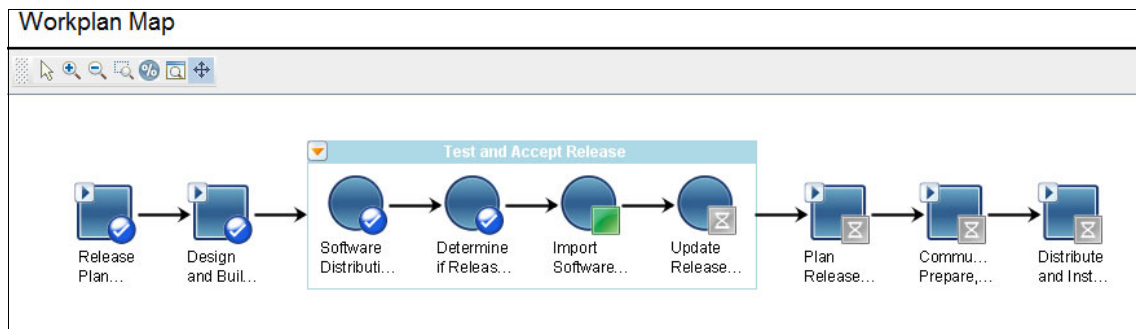 Workplan Map
%
Test and Accept Release
Release
Plan...
Design
and Buil...
Software
Distributi...
Determine
if Releas...
Import
Software...
Update
Release...
Plan
Release...
Commu...
Prepare,...
Distribute
and Inst...